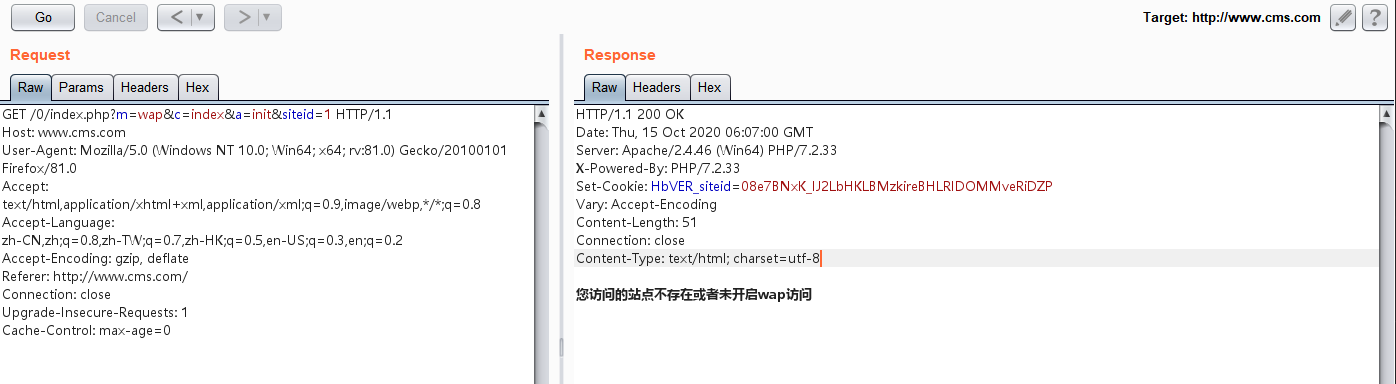 Go Cancel < ▼ > ▼ Target: http://www.cms.com ?
Request
Raw Params Headers Hex
GET /0/index.php?m=wap&c=index&a=init&siteid=1 HTTP/1.1
Host: www.cms.com
User-Agent: Mozilla/5.0 (Windows NT 10.0; Win64; x64; rv:81.0) Gecko/20100101
Firefox/81.0
Accept:
text/html,application/xhtml+xml,application/xml;q=0.9,image/webp,*/*;q=0.8
Accept-Language:
zh-CN,zh;q=0.8,zh-TW;q=0.7,zh-HK;q=0.5,en-US;q=0.3,en;q=0.2
Accept-Encoding: gzip, deflate
Referer: http://www.cms.com/
Connection: close
Upgrade-Insecure-Requests: 1
Cache-Control: max-age=0
Response
Raw Headers Hex
HTTP/1.1 200 OK
Date: Thu, 15 Oct 2020 06:07:00 GMT
Server: Apache/2.4.46 (Win64) PHP/7.2.33
X-Powered-By: PHP/7.2.33
Set-Cookie: HbVER_siteid=08e7BNxK_IJ2LbHKLBMzkireBHLRIDOMMveRiDZP
Vary: Accept-Encoding
Content-Length: 51
Connection: close
Content-Type: text/html; charset=utf-8
您访问的站点不存在或者未开启wap访问